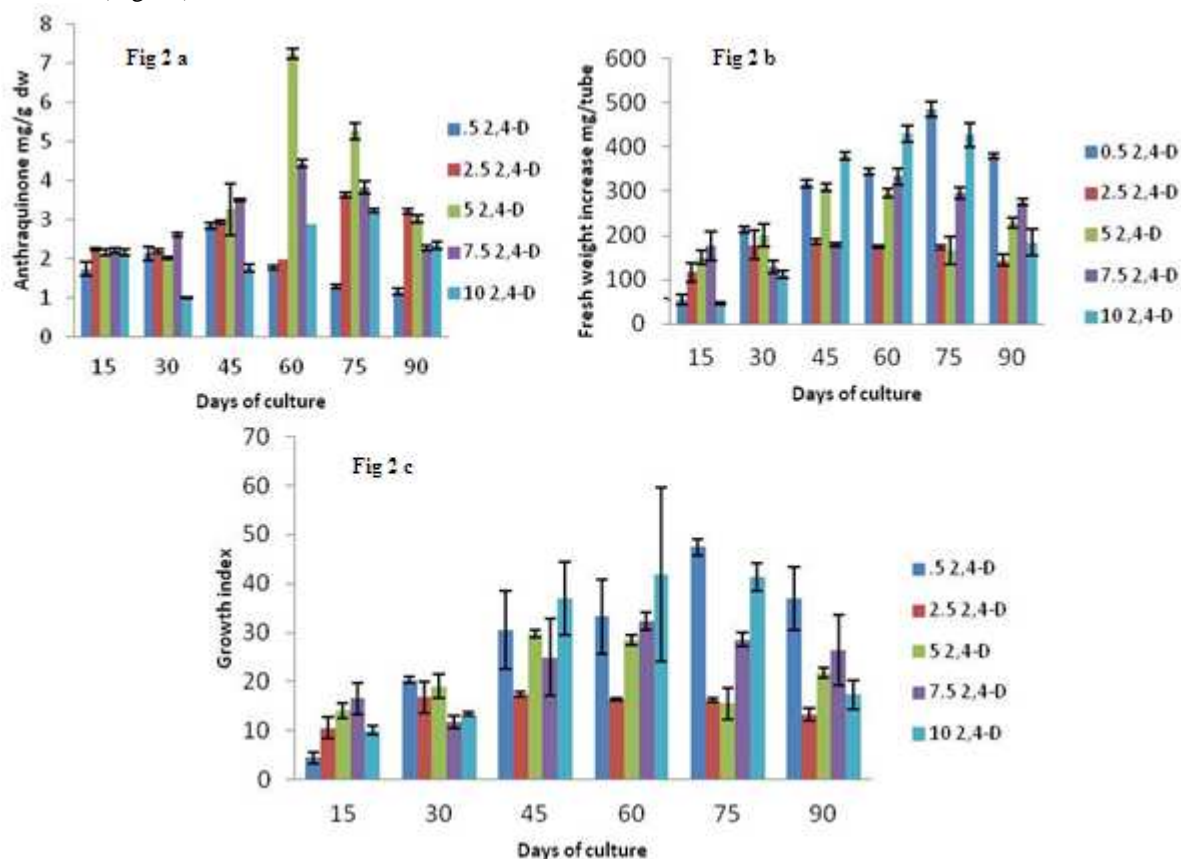 Fig 2 a
Anthraquinone mg/g dw
8
7
6
5
4
3
2
1
0
15 30 45 60 75 90
Days of culture
.5 2,4-D
2.5 2,4-D
5 2,4-D
7.5 2,4-D
10 2,4-D
Fig 2 b
Fresh weight increase mg/tube
600
500
400
300
200
100
0
15 30 45 60 75 90
Days of culture
0.5 2,4-D
2.5 2,4-D
5 2,4-D
7.5 2,4-D
10 2,4-D
Fig 2 c
Growth index
70
60
50
40
30
20
10
0
15 30 45 60 75 90
Days of culture
.5 2,4-D
2.5 2,4-D
5 2,4-D
7.5 2,4-D
10 2,4-D